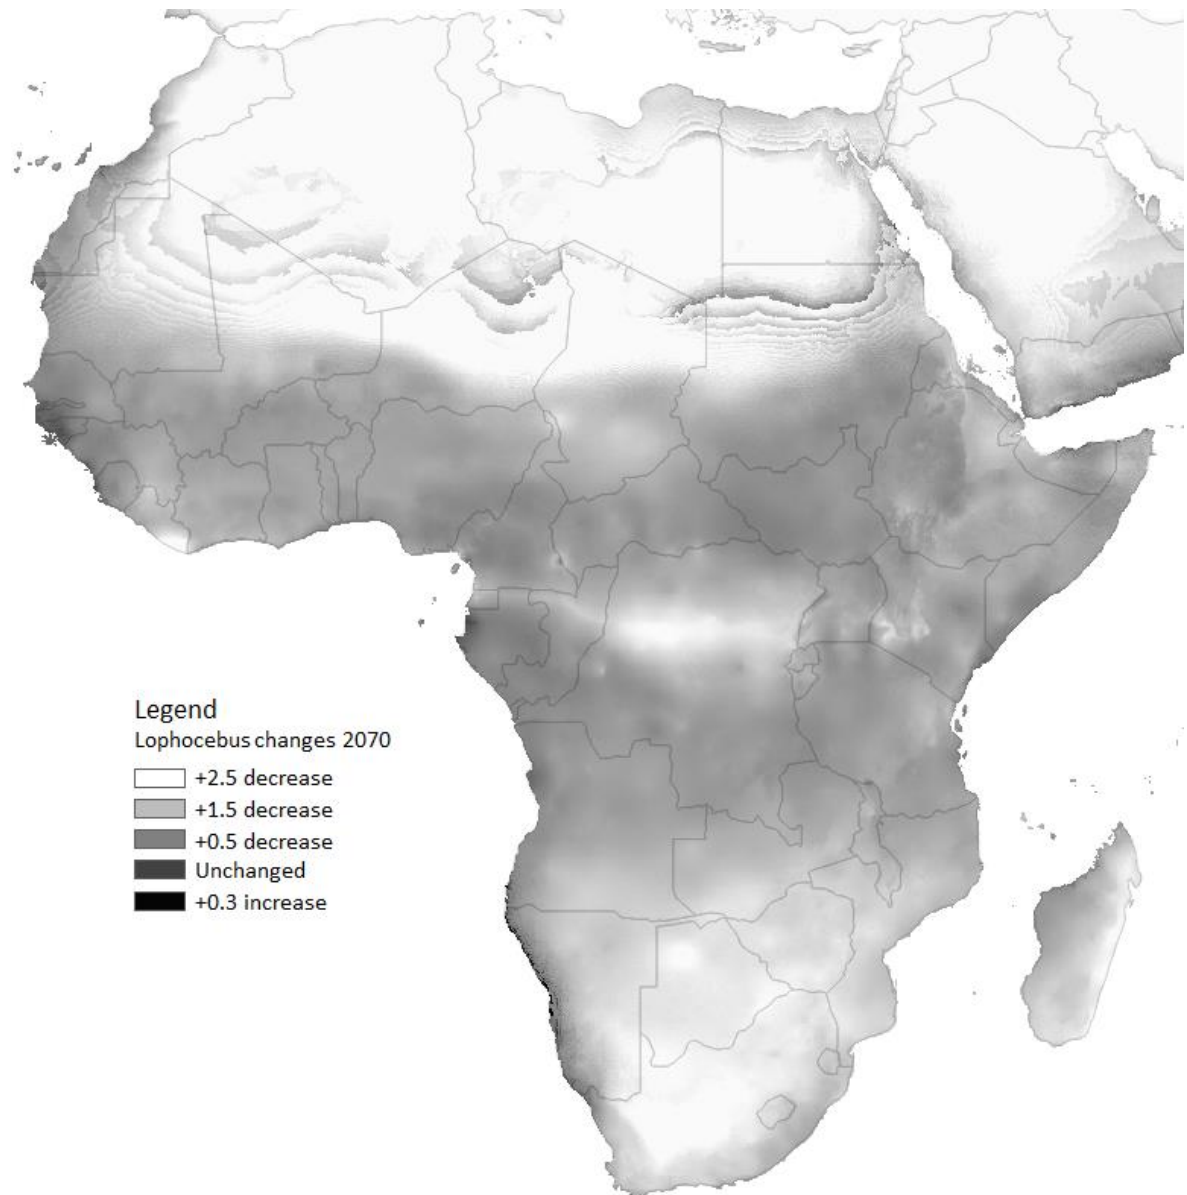 Legend
Lophocebus changes 2070
+2.5 decrease
+1.5 decrease
+0.5 decrease
Unchanged
+0.3 increase